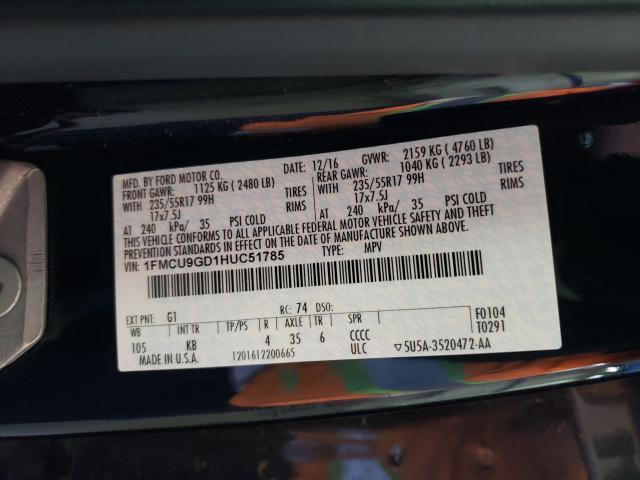 MFD. BY FORD MOTOR CO. DATE: 12/16 GVWR: 2159 KG ( 4760 LB)
FRONT GAWR: 1125 KG ( 2480 LB) REAR GAWR: 1040 KG ( 2293 LB)
WITH 235/55R17 99H TIRES WITH 235/55R17 99H TIRES
17x7.5J RIMS 17x7.5J RIMS
AT 240 kPa/ 35 PSI COLD AT 240 kPa/ 35 PSI COLD
THIS VEHICLE CONFORMS TO ALL APPLICABLE FEDERAL MOTOR VEHICLE SAFETY AND THEFT
PREVENTION STANDARDS IN EFFECT ON THE DATE OF MANUFACTURE SHOWN ABOVE.
VIN: 1FMCU9GD1HUC51785 TYPE: MPV
EXT PNT: G1 RC: 74 DSO: F0104
WB INT TR TP/PS R AXLE TR SPR T0291
105 KB 4 35 6 CCCC
MADE IN U.S.A. 1201612200665 ULC ▽5U5A-3520472-AA